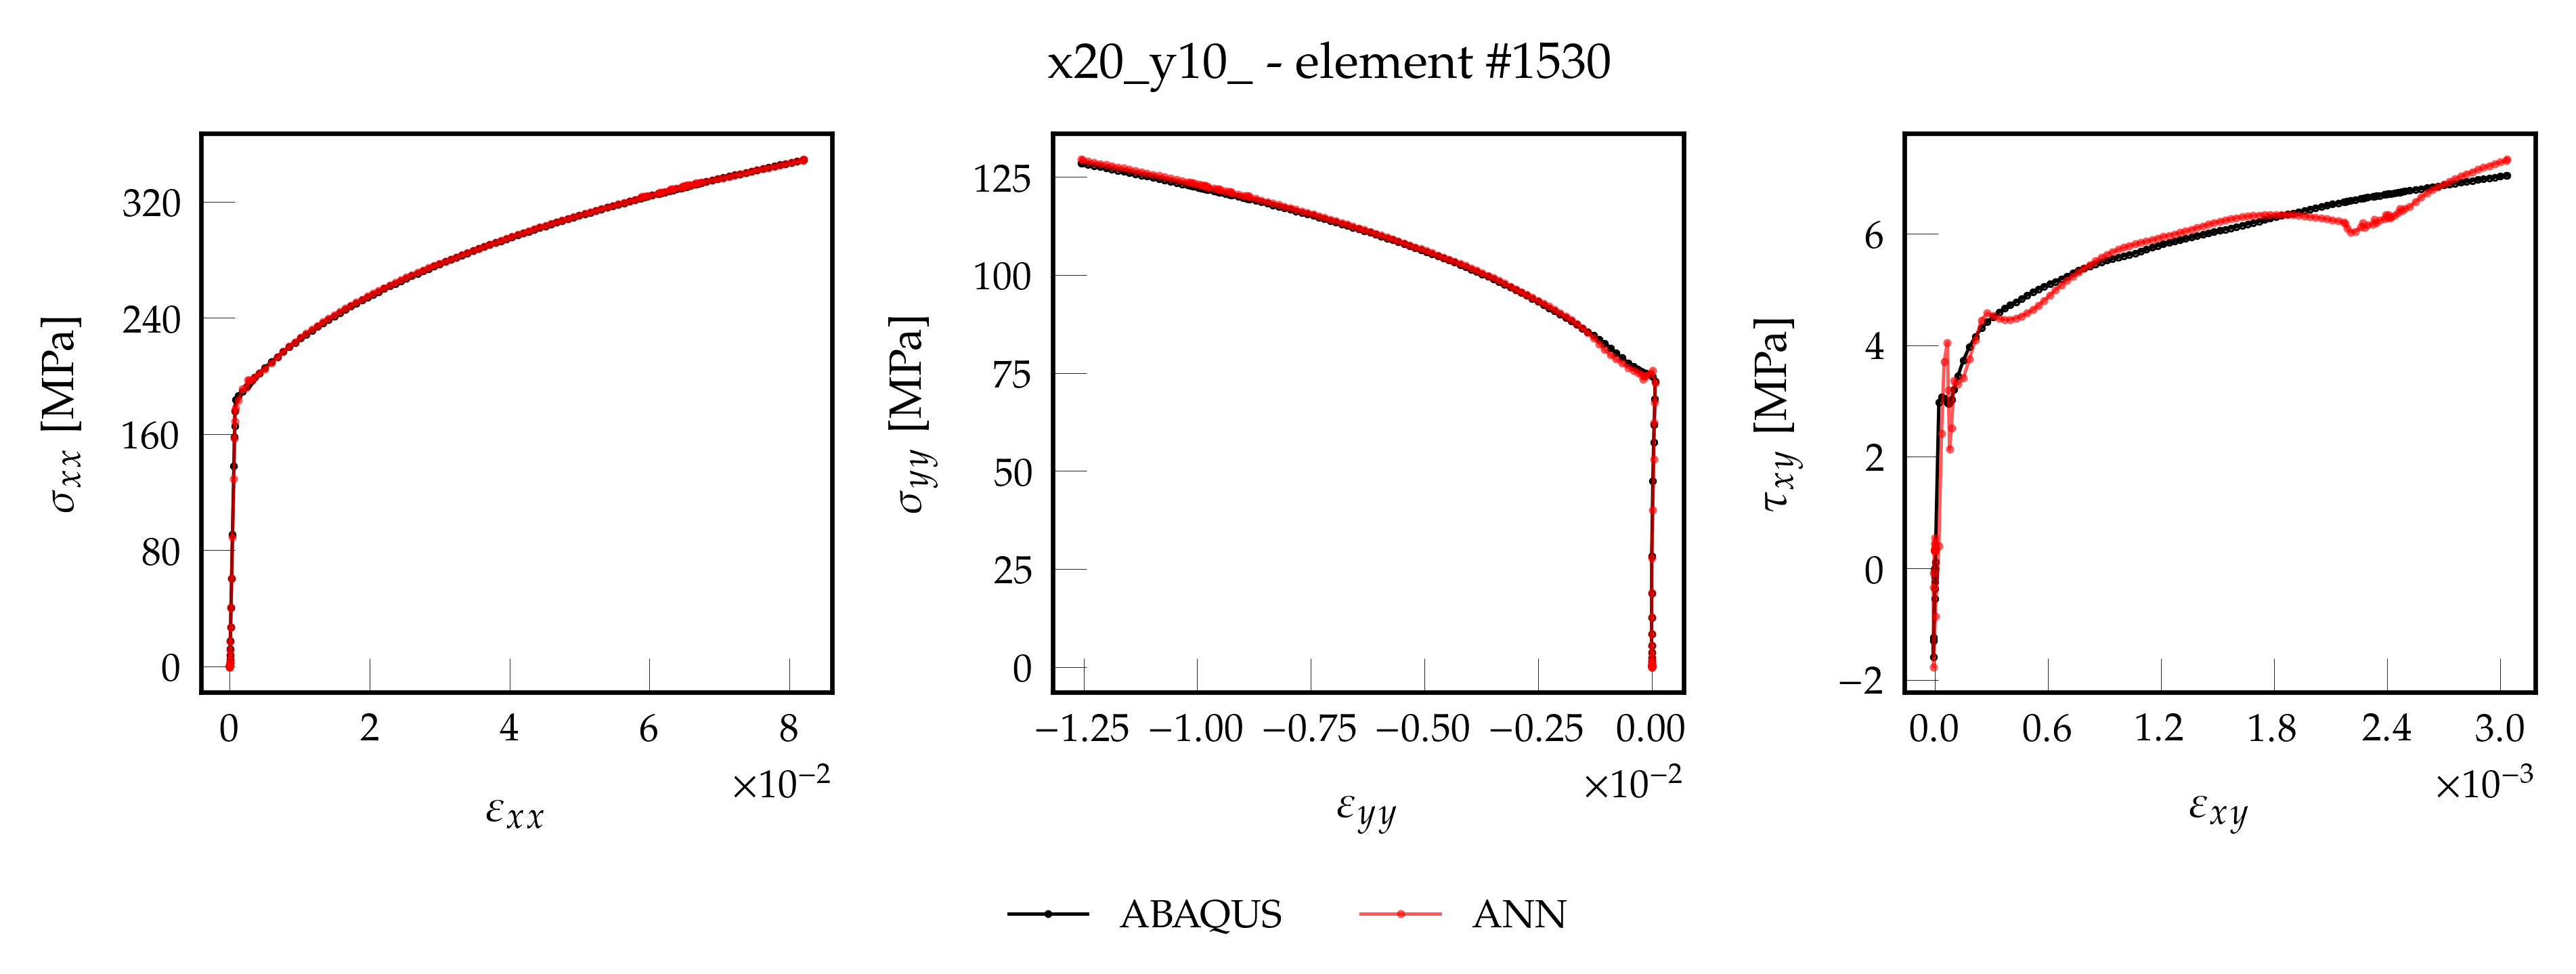 x20_y10_ - element #1530
σxx [MPa]
320
240
160
80
0
0 2 4 6 8
×10−2
εxx
σyy [MPa]
125
100
75
50
25
0
−1.25 −1.00 −0.75 −0.50 −0.25 0.00
×10−2
εyy
τxy [MPa]
6
4
2
0
−2
0.0 0.6 1.2 1.8 2.4 3.0
×10−3
εxy
ABAQUS ANN